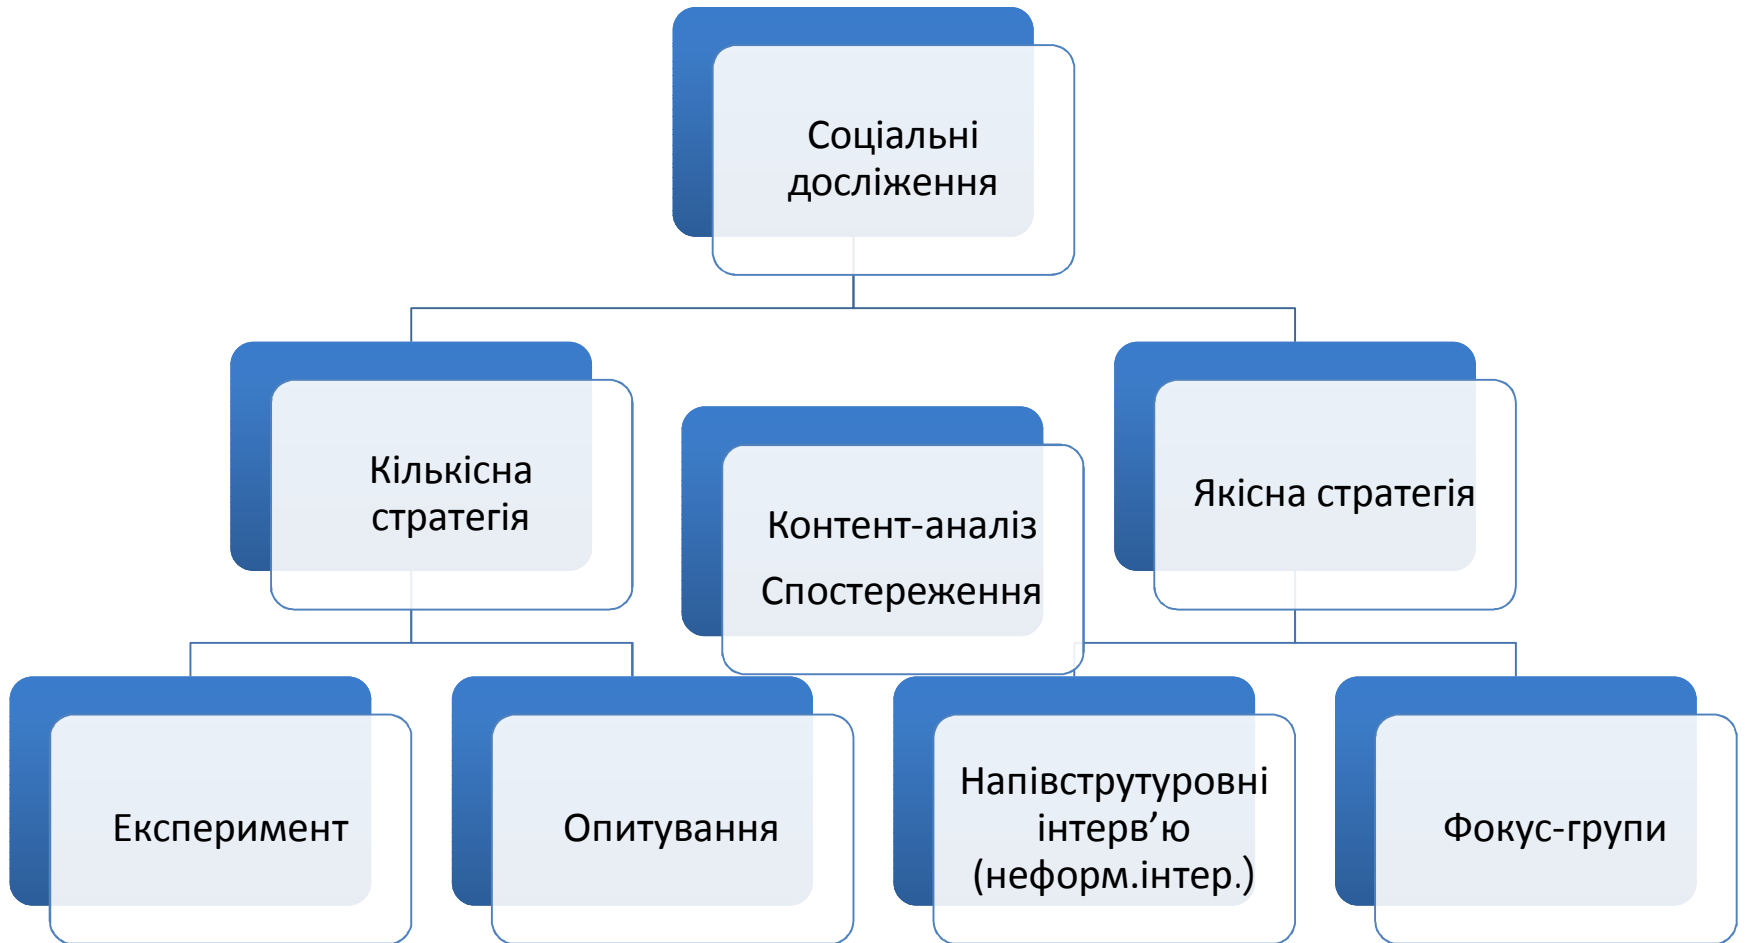 Соціальні
досліження
Кількісна
стратегія
Контент-аналіз
Спостереження
Якісна стратегія
Експеримент
Опитування
Напівструтуровні
інтерв’ю
(неформ.інтер.)
Фокус-групи